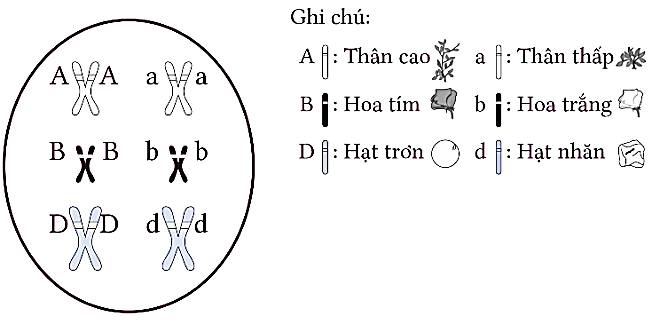 Ghi chú:
A A a a
A : Thân cao a : Thân thấp
B B b b
B : Hoa tím b : Hoa trắng
D D d d
D : Hạt trơn d : Hạt nhăn